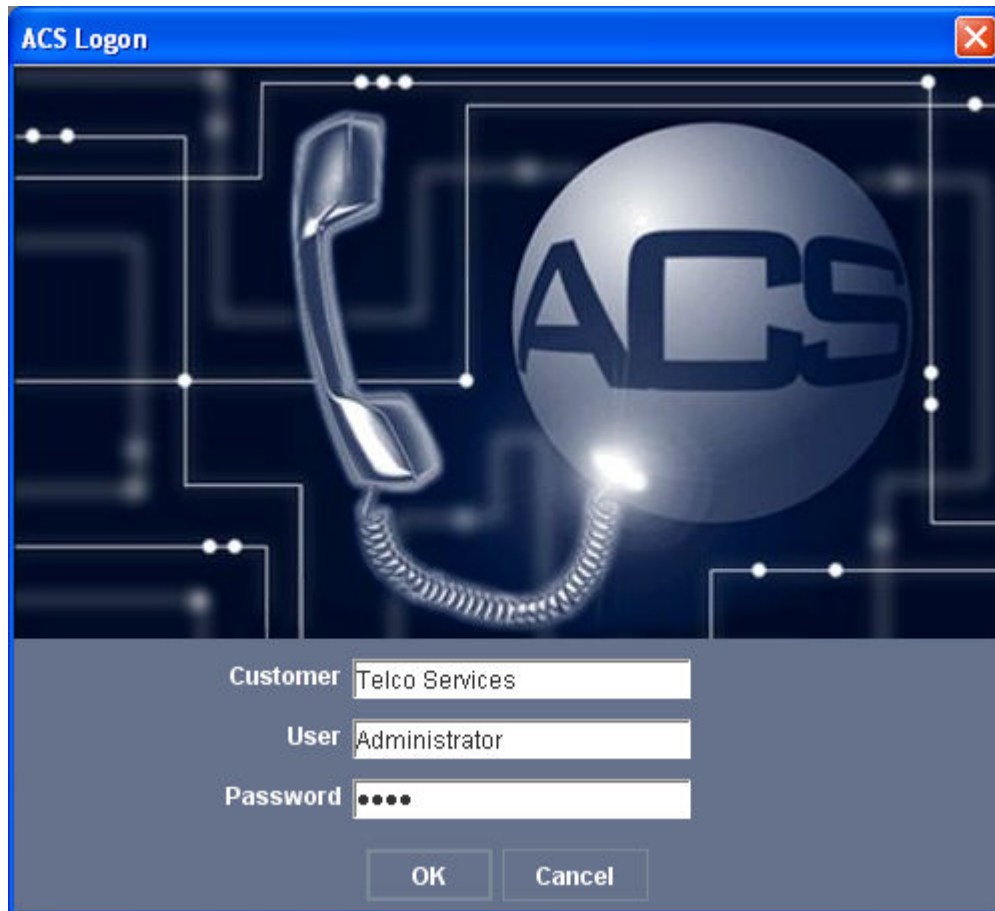 ACS Logon
ACS
Customer Telco Services
User Administrator
Password ••••
OK Cancel